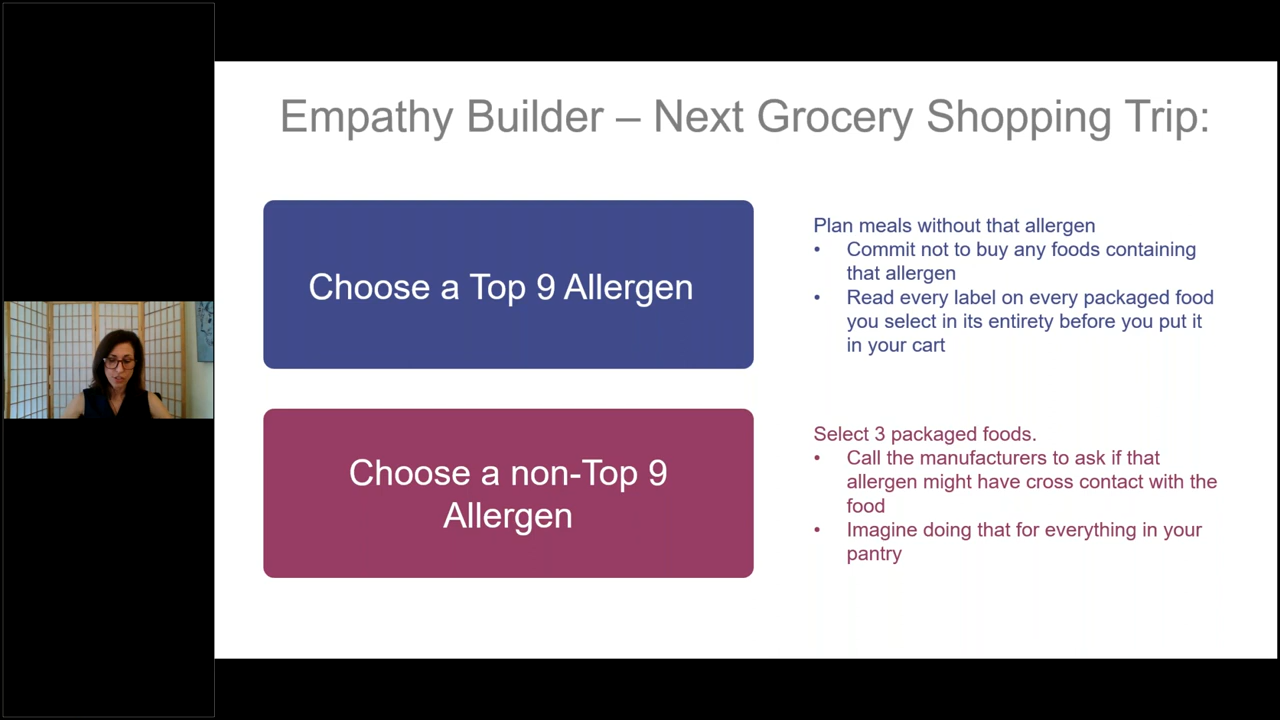 Empathy Builder – Next Grocery Shopping Trip:
Choose a Top 9 Allergen
Plan meals without that allergen
• Commit not to buy any foods containing
that allergen
• Read every label on every packaged food
you select in its entirety before you put it
in your cart
Choose a non-Top 9
Allergen
Select 3 packaged foods.
• Call the manufacturers to ask if that
allergen might have cross contact with the
food
• Imagine doing that for everything in your
pantry